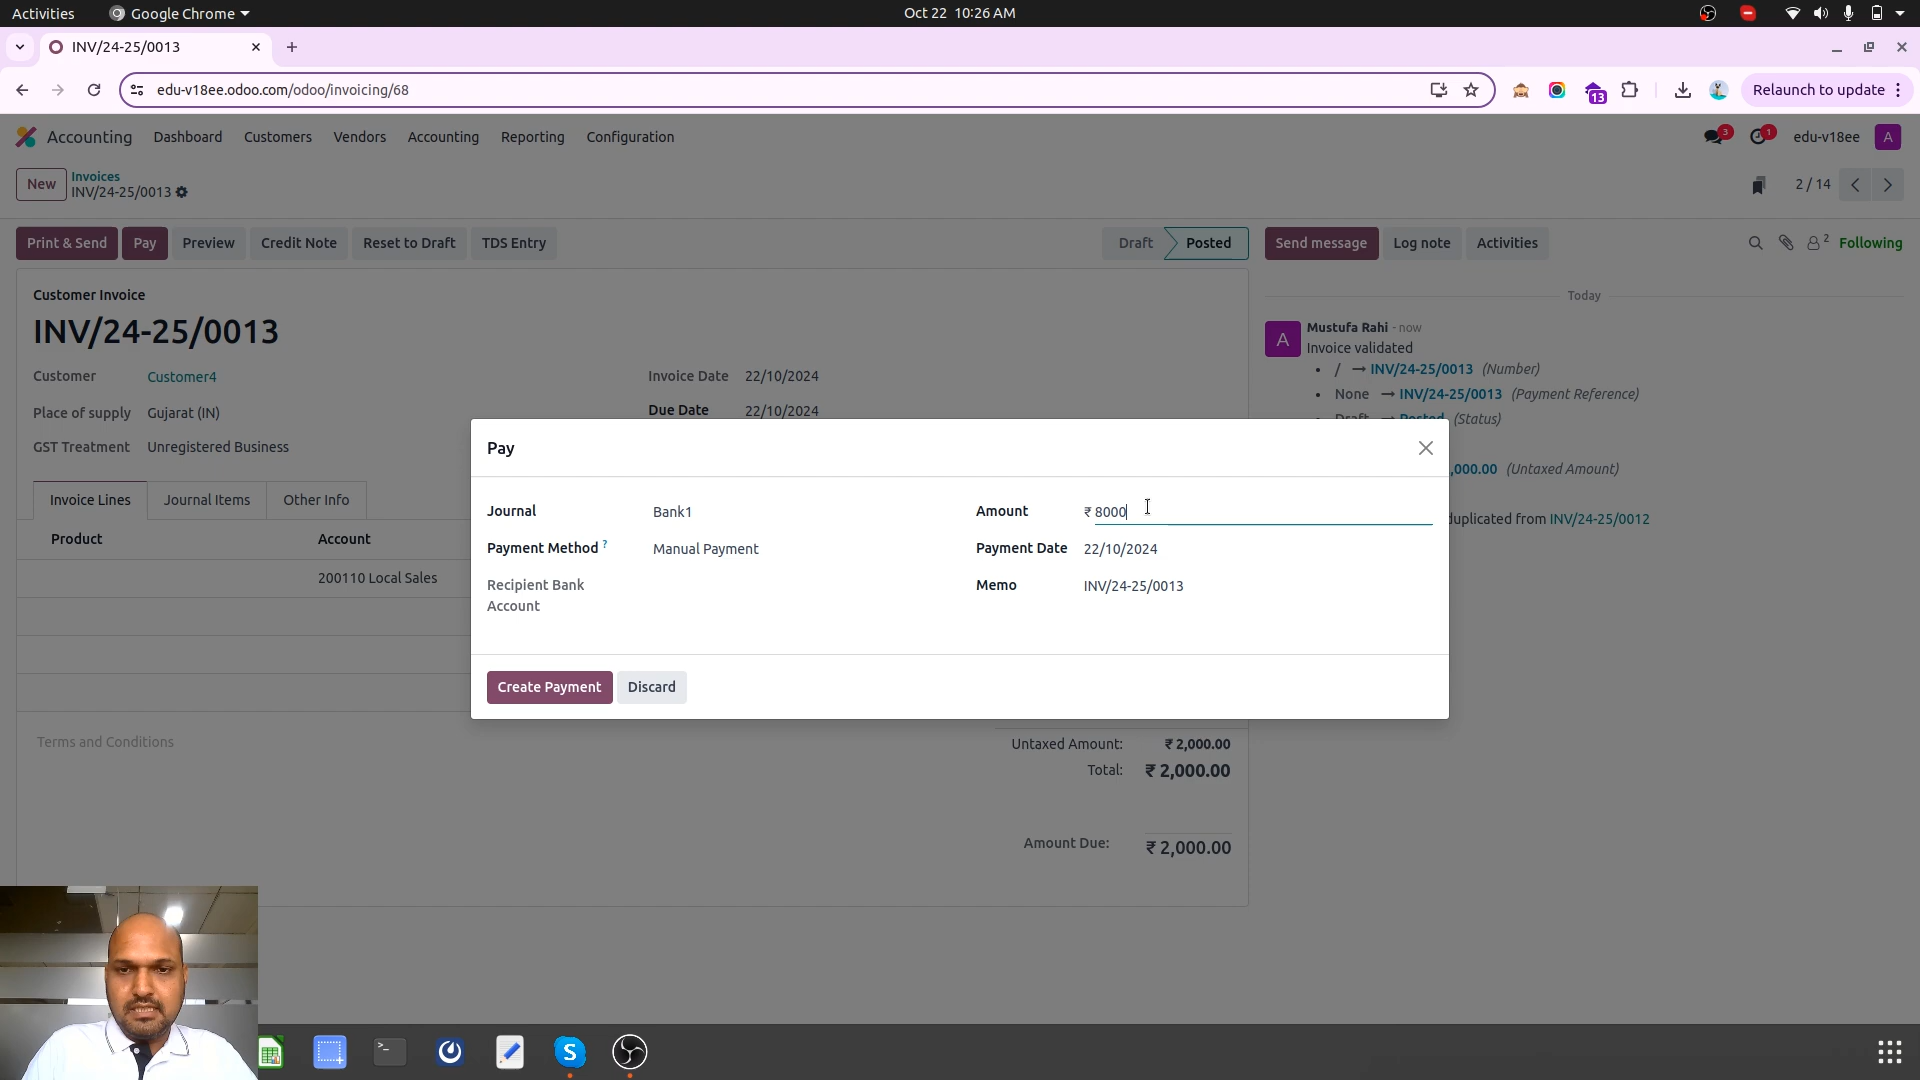 Activities
Google Chrome
Oct 22 10:26 AM
INV/24-25/0013
edu-v18ee.odoo.com/odoo/invoicing/68
13
Relaunch to update
Accounting
Dashboard
Customers
Vendors
Accounting
Reporting
Configuration
3
1
edu-v18ee
A
New
Invoices
INV/24-25/0013
2 / 14
Print & Send
Pay
Preview
Credit Note
Reset to Draft
TDS Entry
Draft
Posted
Send message
Log note
Activities
2
Following
Customer Invoice
INV/24-25/0013
Customer
Customer4
Invoice Date
22/10/2024
Place of supply
Gujarat (IN)
Due Date
22/10/2024
GST Treatment
Unregistered Business
Invoice Lines
Journal Items
Other Info
Product
Account
200110 Local Sales
Terms and Conditions
Untaxed Amount: ₹ 2,000.00
Total: ₹ 2,000.00
Amount Due: ₹ 2,000.00
Today
A
Mustufa Rahi - now
Invoice validated
• / → INV/24-25/0013 (Number)
• None → INV/24-25/0013 (Payment Reference)
• Draft → Posted (Status)
,000.00 (Untaxed Amount)
duplicated from INV/24-25/0012
Pay
Journal
Bank1
Amount
₹ 8000
Payment Method ?
Manual Payment
Payment Date
22/10/2024
Recipient Bank
Account
Memo
INV/24-25/0013
Create Payment
Discard